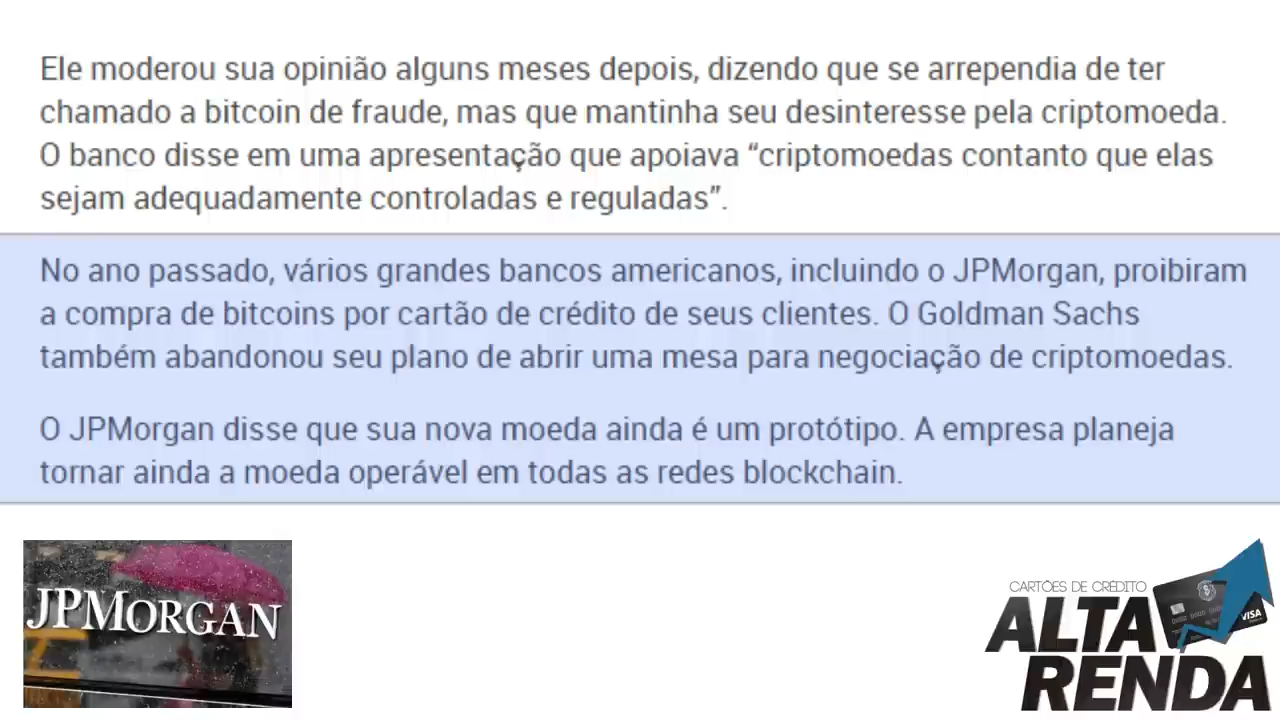 Ele moderou sua opinião alguns meses depois, dizendo que se arrependia de ter
chamado a bitcoin de fraude, mas que mantinha seu desinteresse pela criptomoeda.
O banco disse em uma apresentação que apoiava “criptomoedas contanto que elas
sejam adequadamente controladas e reguladas”.
No ano passado, vários grandes bancos americanos, incluindo o JPMorgan, proibiram
a compra de bitcoins por cartão de crédito de seus clientes. O Goldman Sachs
também abandonou seu plano de abrir uma mesa para negociação de criptomoedas.
O JPMorgan disse que sua nova moeda ainda é um protótipo. A empresa planeja
tornar ainda a moeda operável em todas as redes blockchain.
JPMORGAN
CARTÕES DE CRÉDITO
ALTA
RENDA
VISA